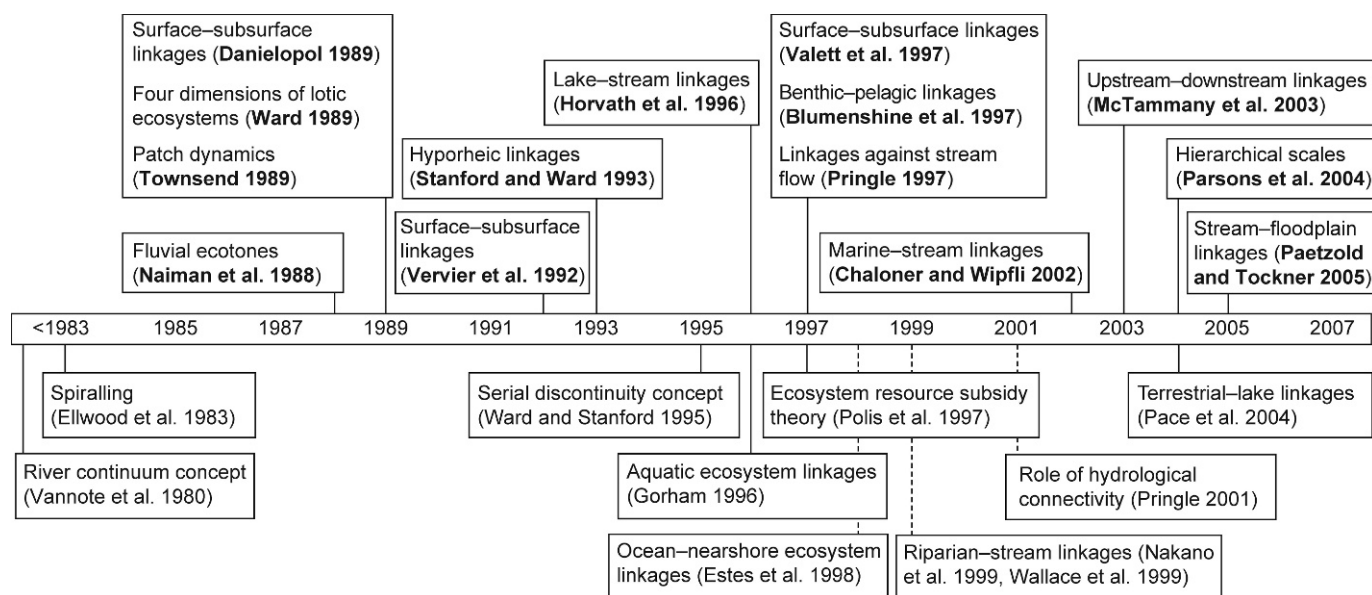 Surface–subsurface
linkages (Danielopol 1989)
Four dimensions of lotic
ecosystems (Ward 1989)
Patch dynamics
(Townsend 1989)
Fluvial ecotones
(Naiman et al. 1988)
Hyporheic linkages
(Stanford and Ward 1993)
Surface–subsurface
linkages
(Vervier et al. 1992)
Lake–stream linkages
(Horvath et al. 1996)
Surface–subsurface linkages
(Valett et al. 1997)
Benthic–pelagic linkages
(Blumenshine et al. 1997)
Linkages against stream
flow (Pringle 1997)
Marine–stream linkages
(Chaloner and Wipfli 2002)
Upstream–downstream linkages
(McTammany et al. 2003)
Hierarchical scales
(Parsons et al. 2004)
Stream–floodplain
linkages (Paetzold
and Tockner 2005)
<1983 1985 1987 1989 1991 1993 1995 1997 1999 2001 2003 2005 2007
Spiralling
(Ellwood et al. 1983)
River continuum concept
(Vannote et al. 1980)
Serial discontinuity concept
(Ward and Stanford 1995)
Ecosystem resource subsidy
theory (Polis et al. 1997)
Aquatic ecosystem linkages
(Gorham 1996)
Ocean–nearshore ecosystem
linkages (Estes et al. 1998)
Riparian–stream linkages (Nakano
et al. 1999, Wallace et al. 1999)
Role of hydrological
connectivity (Pringle 2001)
Terrestrial–lake linkages
(Pace et al. 2004)